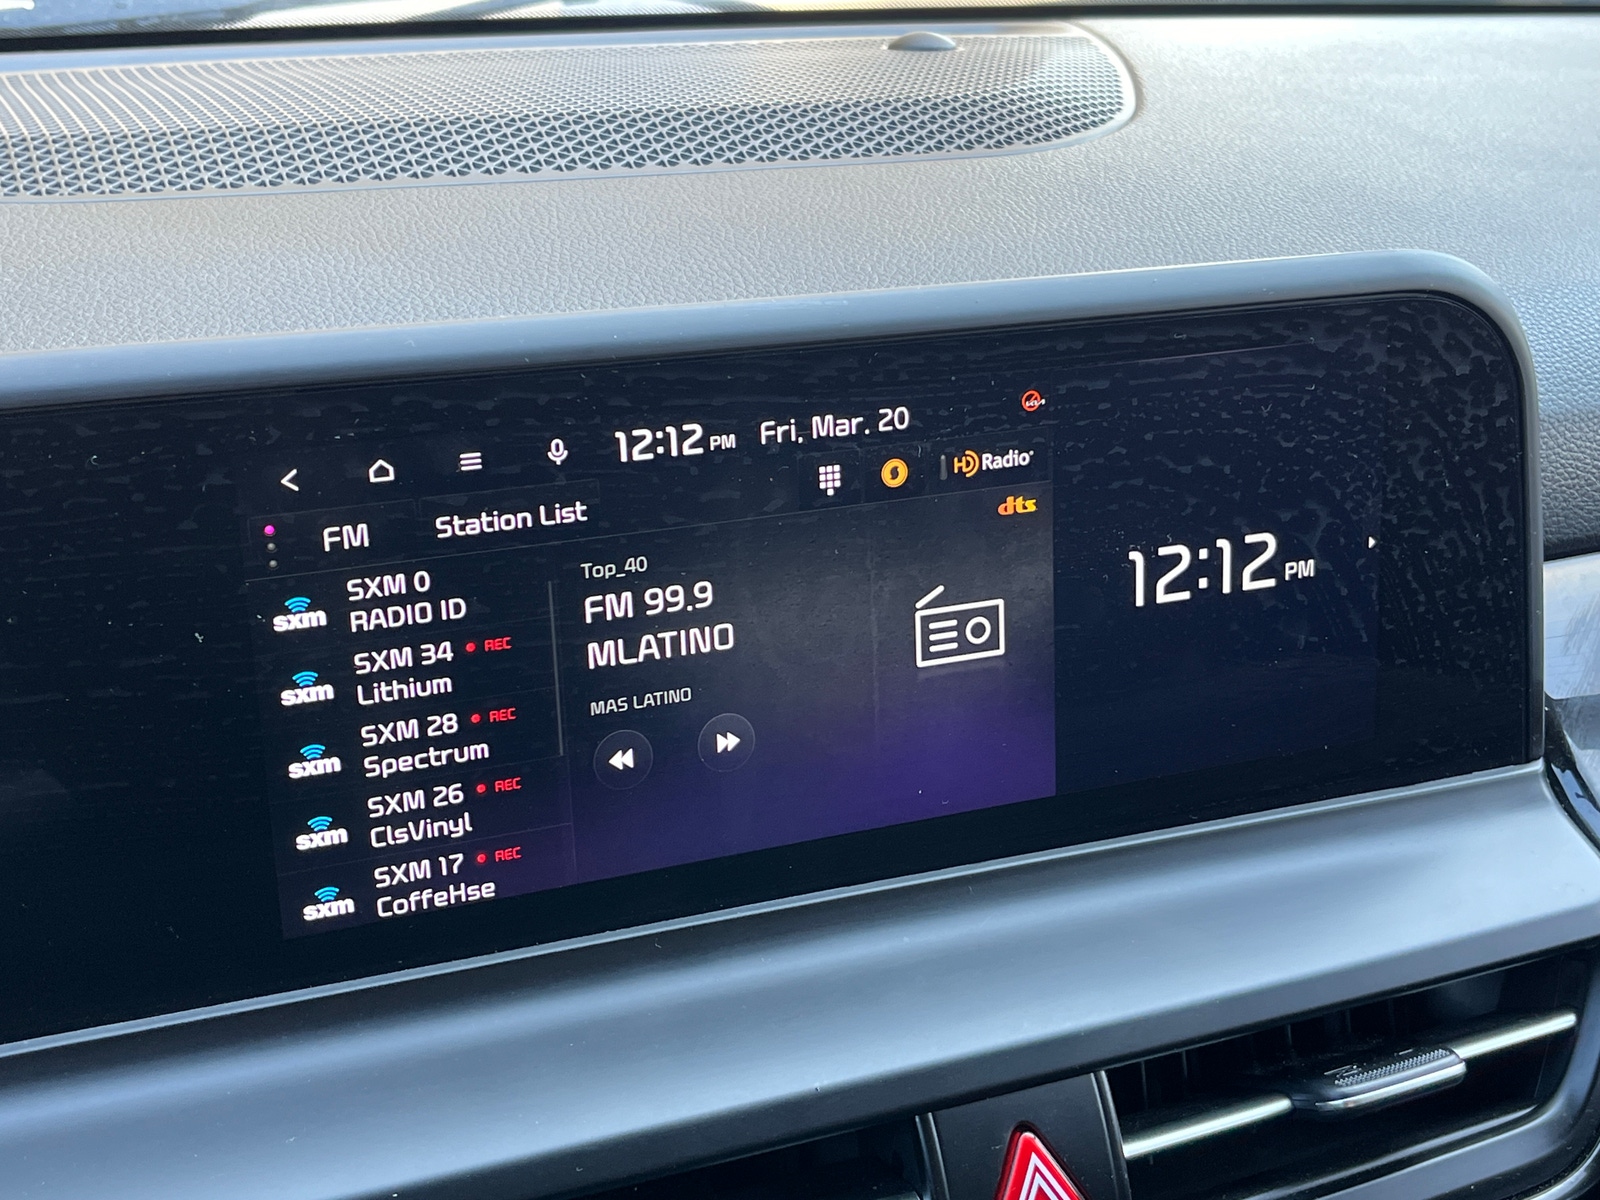 12:12 PM Fri, Mar. 20
HD Radio
FM Station List
dts
sxm SXM 0
RADIO ID
sxm SXM 34 REC
Lithium
sxm SXM 28 REC
Spectrum
sxm SXM 26 REC
ClsVinyl
sxm SXM 17 REC
CoffeHse
Top_40
FM 99.9
MLATINO
MAS LATINO
12:12 PM